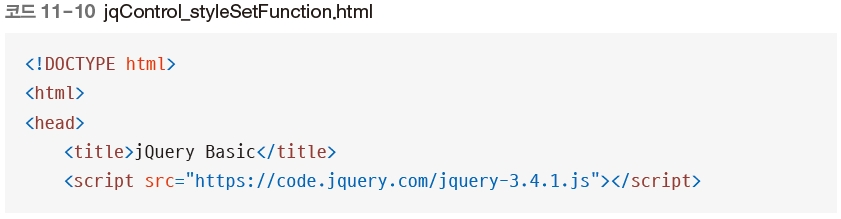 코드 11-10 jqControl_styleSetFunction.html
<!DOCTYPE html>
<html>
<head>
    <title>jQuery Basic</title>
    <script src="https://code.jquery.com/jquery-3.4.1.js"></script>